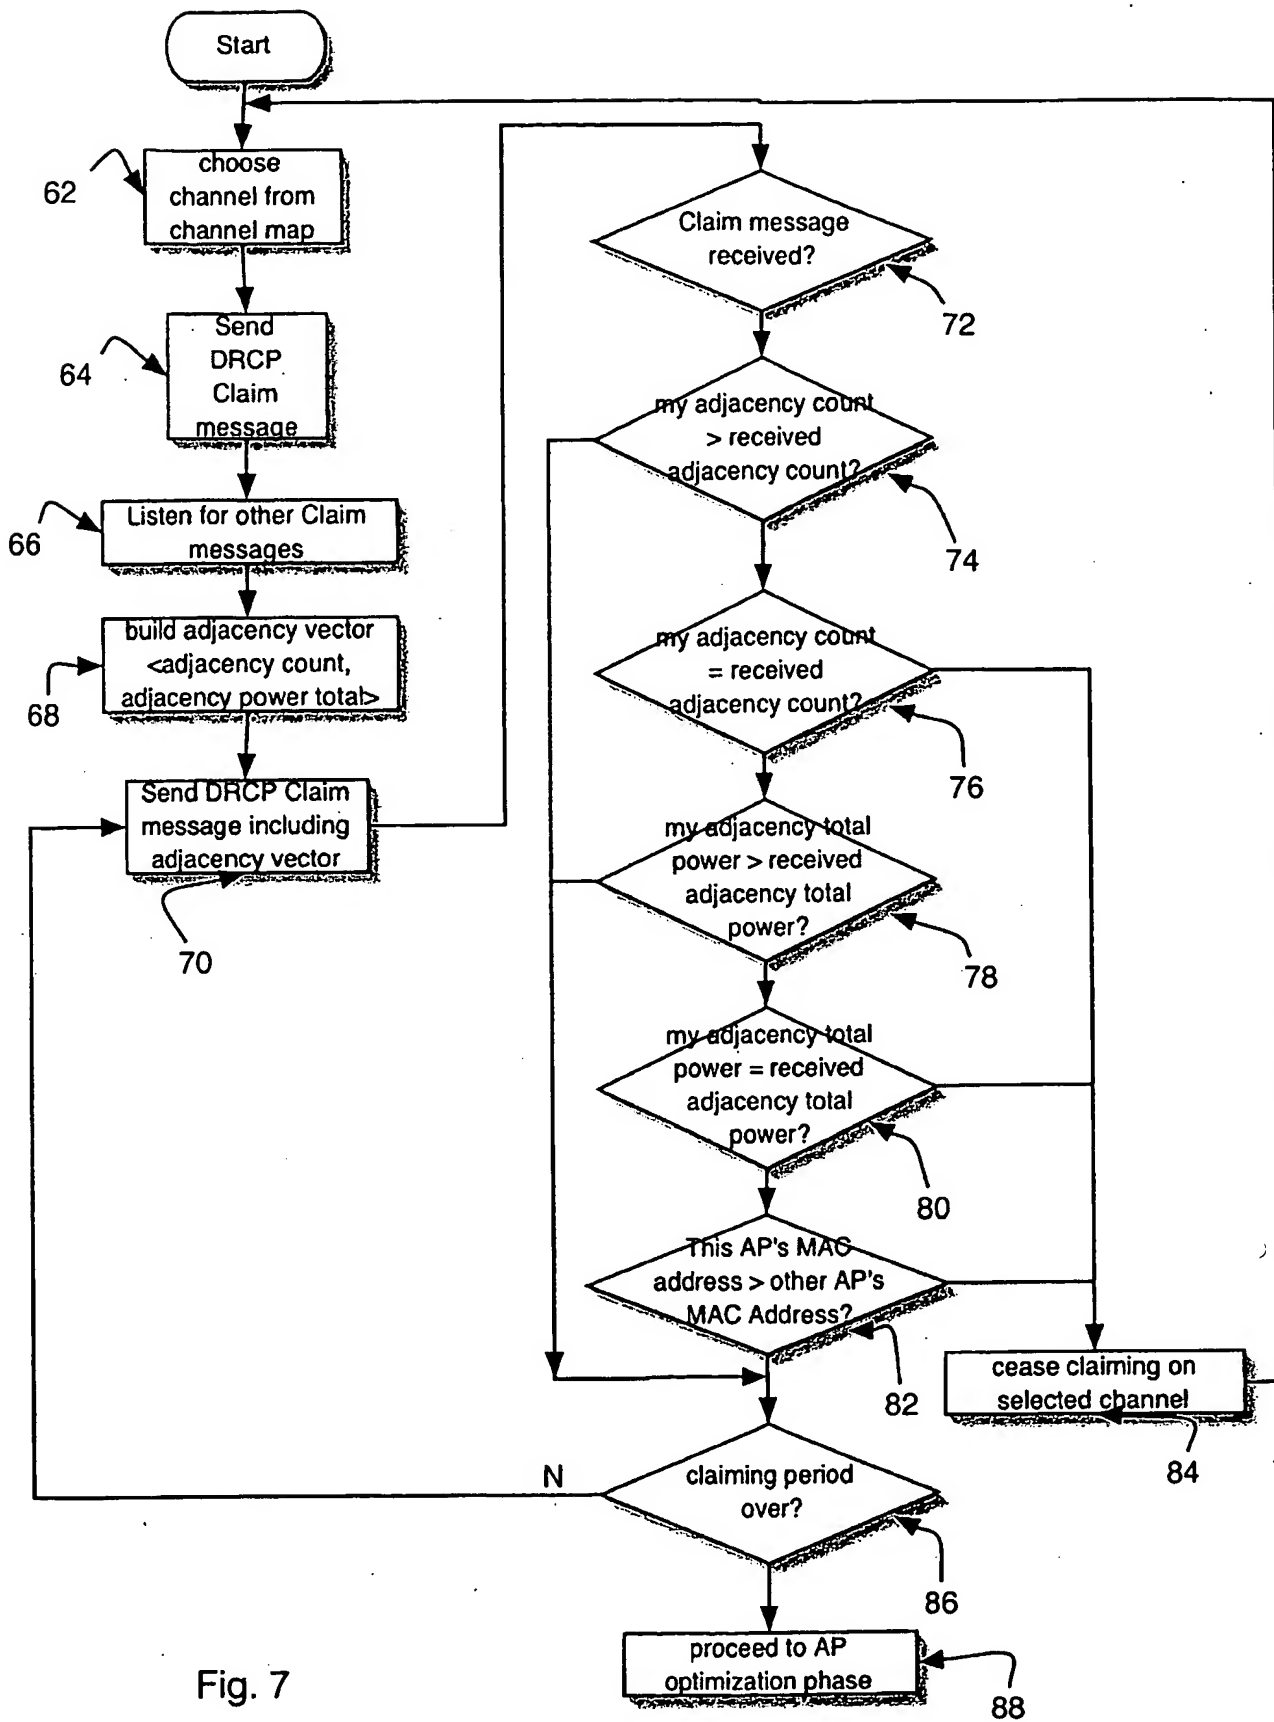 Start
choose
channel from
channel map
62
Send
DRCP
Claim
message
64
Listen for other Claim
messages
66
build adjacency vector
<adjacency count,
adjacency power total>
68
Send DRCP Claim
message including
adjacency vector
70
Claim message
received?
72
my adjacency count
> received
adjacency count?
74
my adjacency count
= received
adjacency count?
76
my adjacency total
power > received
adjacency total
power?
78
my adjacency total
power = received
adjacency total
power?
80
This AP's MAC
address > other AP's
MAC Address?
82
cease claiming on
selected channel
84
claiming period
over?
N
86
proceed to AP
optimization phase
88
Fig. 7